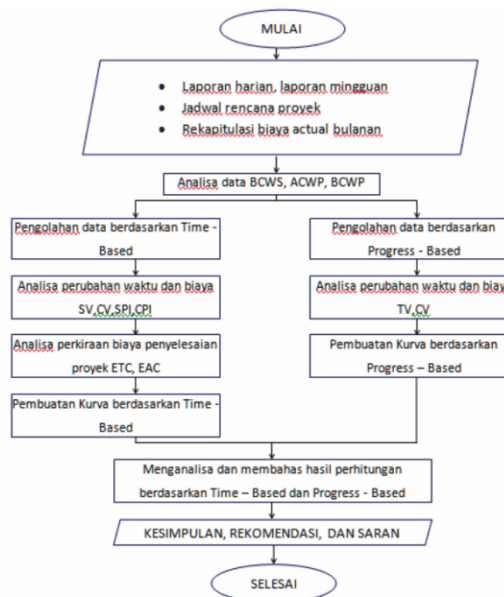 MULAI
• Laporan harian, laporan mingguan
• Jadwal rencana proyek
• Rekapitulasi biaya actual bulanan
Analisa data BCWS, ACWP, BCWP
Pengolahan data berdasarkan Time -
Based
Analisa perubahan waktu dan biaya
SV,CV,SPI,CPI
Analisa perkiraan biaya penyelesaian
proyek ETC, EAC
Pembuatan Kurva berdasarkan Time -
Based
Pengolahan data berdasarkan
Progress - Based
Analisa perubahan waktu dan biay
TV,CV
Pembuatan Kurva berdasarkan
Progress – Based
Menganalisa dan membahas hasil perhitungan
berdasarkan Time – Based dan Progress - Based
KESIMPULAN, REKOMENDASI, DAN SARAN
SELESAI